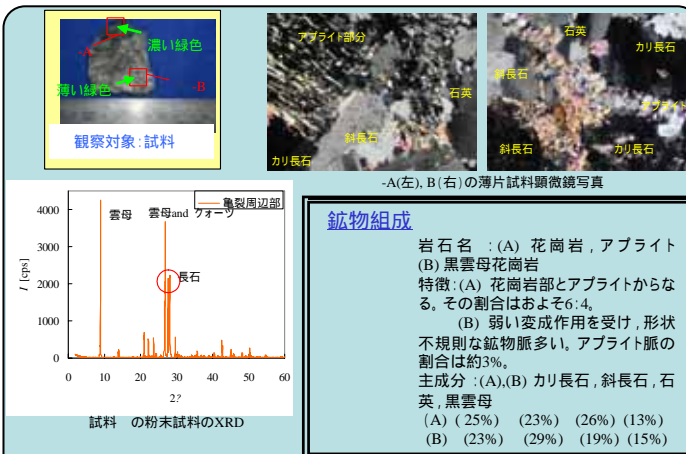 濃い緑色
-A
薄い緑色
-B
観察対象：試料
アプライト部分
石英
斜長石
カリ長石
石英
カリ長石
斜長石
アプライト
斜長石
カリ長石
-A(左), B(右)の薄片試料顕微鏡写真
亀裂周辺部
雲母
雲母and クォーツ
長石
I [cps]
4000
3000
2000
1000
0
0 10 20 30 40 50 60
2?
試料 の粉末試料のXRD
鉱物組成
岩石名 ：(A) 花崗岩，アプライト
(B) 黒雲母花崗岩
特徴：(A) 花崗岩部とアプライトからな
る。その割合はおよそ6：4。
(B) 弱い変成作用を受け，形状
不規則な鉱物脈多い。アプライト脈の
割合は約3%。
主成分 ：(A),(B) カリ長石，斜長石，石
英，黒雲母
(A) ( 25%) (23%) (26%) (13%)
(B) (23%) (29%) (19%) (15%)